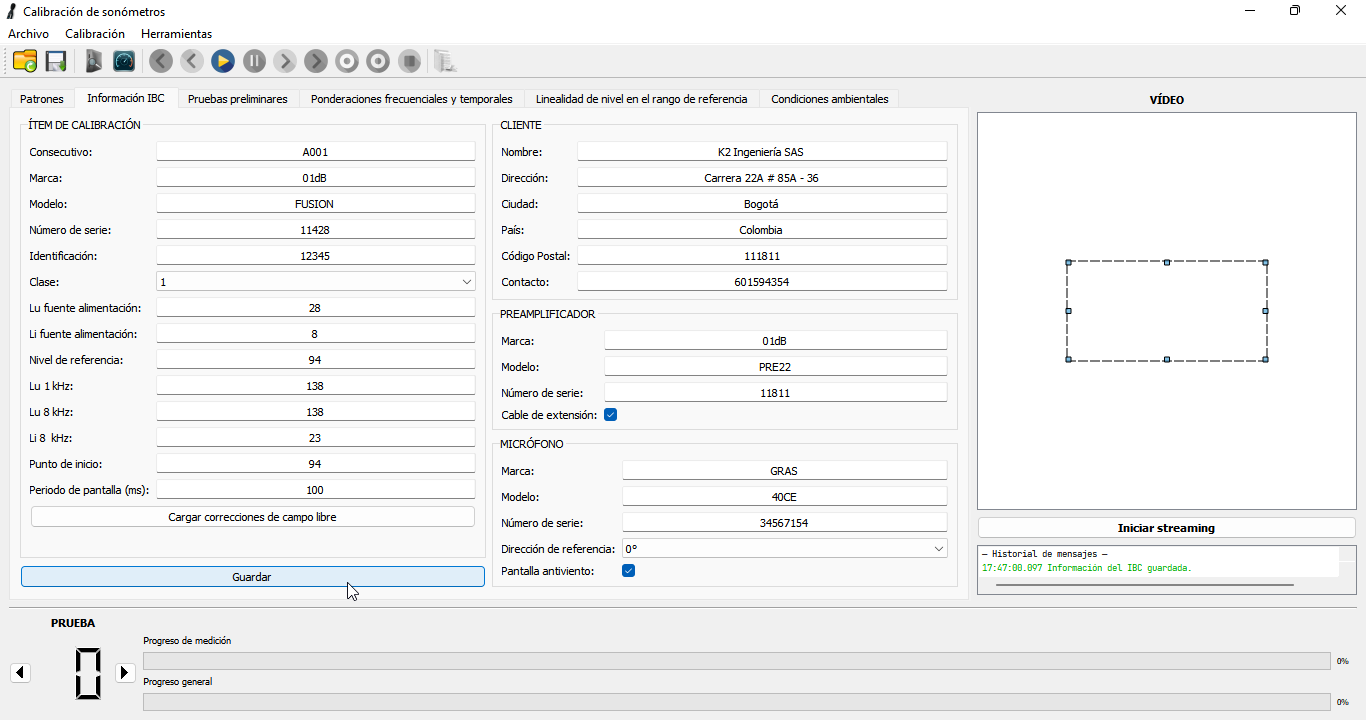 Calibración de sonómetros
Archivo Calibración Herramientas
Patrones Información IBC Pruebas preliminares Ponderaciones frecuenciales y temporales Linealidad de nivel en el rango de referencia Condiciones ambientales
ÍTEM DE CALIBRACIÓN
Consecutivo: A001
Marca: 01dB
Modelo: FUSION
Número de serie: 11428
Identificación: 12345
Clase: 1
Lu fuente alimentación: 28
Li fuente alimentación: 8
Nivel de referencia: 94
Lu 1 kHz: 138
Lu 8 kHz: 138
Li 8 kHz: 23
Punto de inicio: 94
Periodo de pantalla (ms): 100
Cargar correcciones de campo libre
Guardar
CLIENTE
Nombre: K2 Ingeniería SAS
Dirección: Carrera 22A # 85A - 36
Ciudad: Bogotá
País: Colombia
Código Postal: 111811
Contacto: 601594354
PREAMPLIFICADOR
Marca: 01dB
Modelo: PRE22
Número de serie: 11811
Cable de extensión:
MICRÓFONO
Marca: GRAS
Modelo: 40CE
Número de serie: 34567154
Dirección de referencia: 0°
Pantalla antiviento:
VÍDEO
Iniciar streaming
— Historial de mensajes —
17:47:00.097 Información del IBC guardada.
PRUEBA
0
Progreso de medición
0%
Progreso general
0%